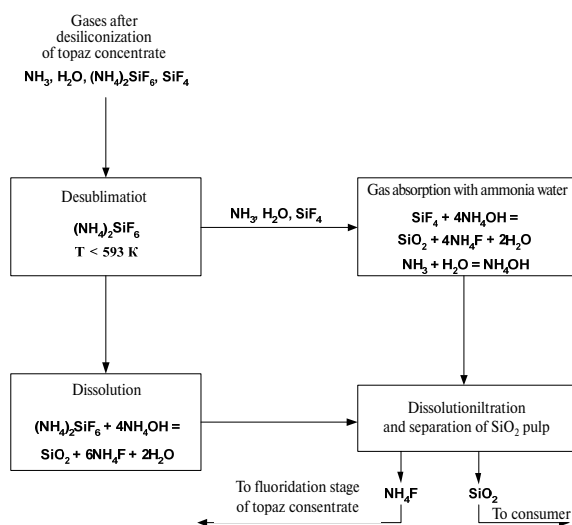 Gases after
desiliconization
of topaz concentrate
NH₃, H₂O, (NH₄)₂SiF₆, SiF₄
Desublimatiot
(NH₄)₂SiF₆
T < 593 K
NH₃, H₂O, SiF₄
Gas absorption with ammonia water
SiF₄ + 4NH₄OH =
SiO₂ + 4NH₄F + 2H₂O
NH₃ + H₂O = NH₄OH
Dissolution
(NH₄)₂SiF₆ + 4NH₄OH =
SiO₂ + 6NH₄F + 2H₂O
Dissolutioniltration
and separation of SiO₂ pulp
To fluoridation stage
of topaz consentrate
NH₄F
SiO₂
To consumer